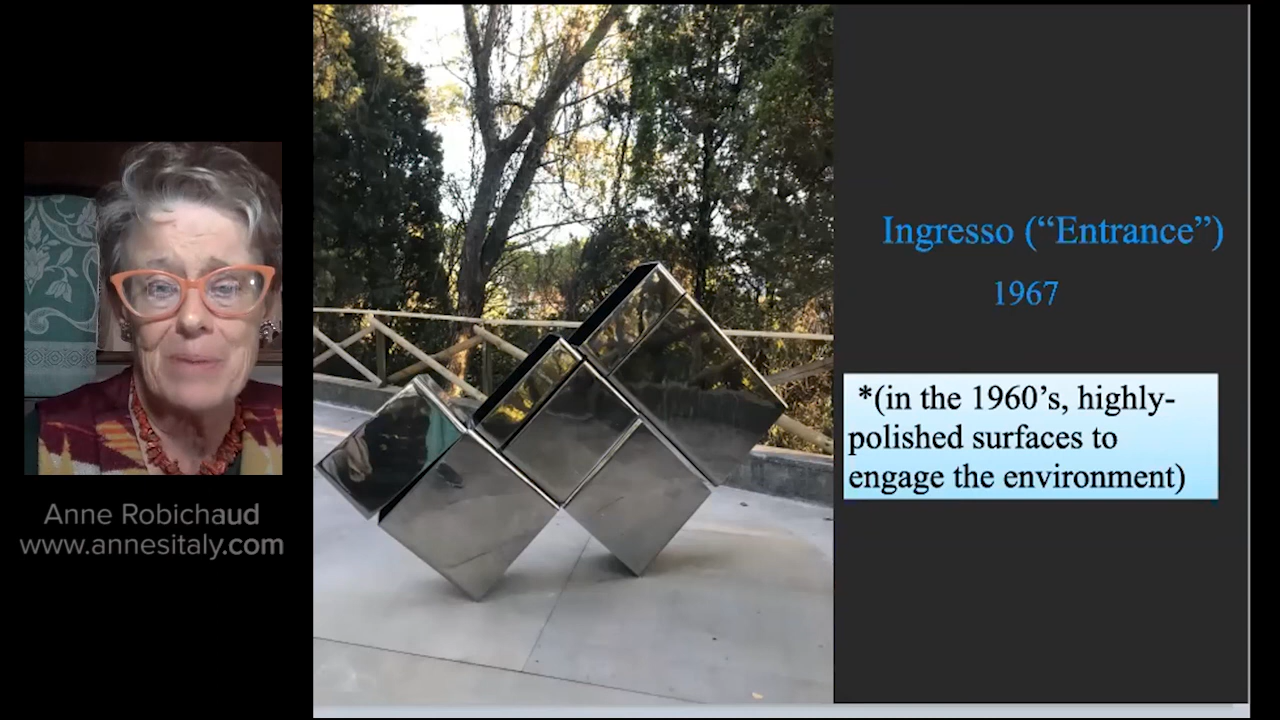 Anne Robichaud
www.annesitaly.com
Ingresso (“Entrance”)
1967
*(in the 1960’s, highly-
polished surfaces to
engage the environment)